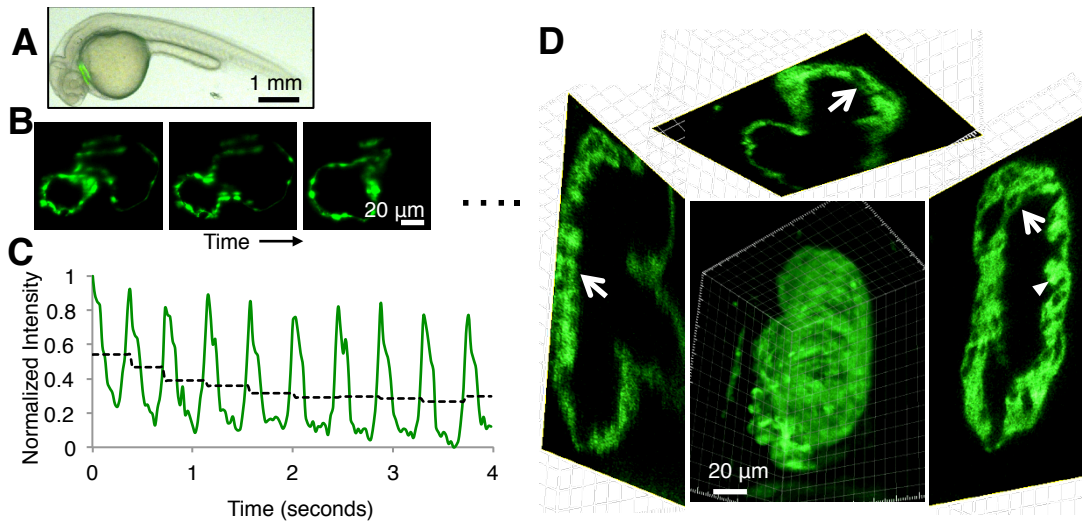 A
1 mm
B
20 µm
Time
C
Normalized Intensity
1
0.8
0.6
0.4
0.2
0
0 1 2 3 4
Time (seconds)
D
20 µm